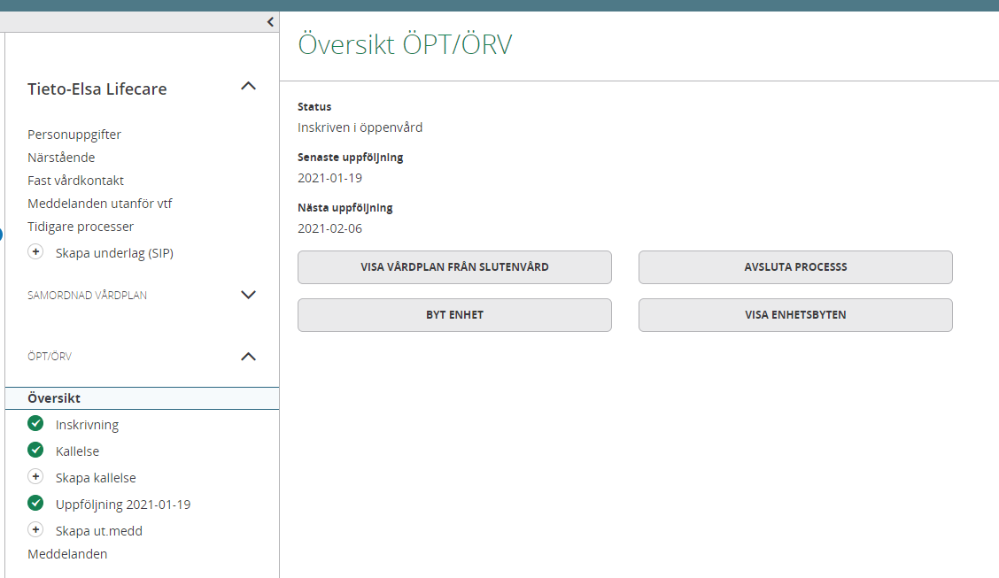 Tieto-Elsa Lifecare
Personuppgifter
Närstående
Fast vårdkontakt
Meddelanden utanför vtf
Tidigare processer
Skapa underlag (SIP)
SAMORDNAD VÅRDPLAN
ÖPT/ÖRV
Översikt
Inskrivning
Kallelse
Skapa kallelse
Uppföljning 2021-01-19
Skapa ut.medd
Meddelanden
Översikt ÖPT/ÖRV
Status
Inskriven i öppenvård
Senaste uppföljning
2021-01-19
Nästa uppföljning
2021-02-06
VISA VÅRDPLAN FRÅN SLUTENVÅRD
AVSLUTA PROCESSS
BYT ENHET
VISA ENHETSBYTEN